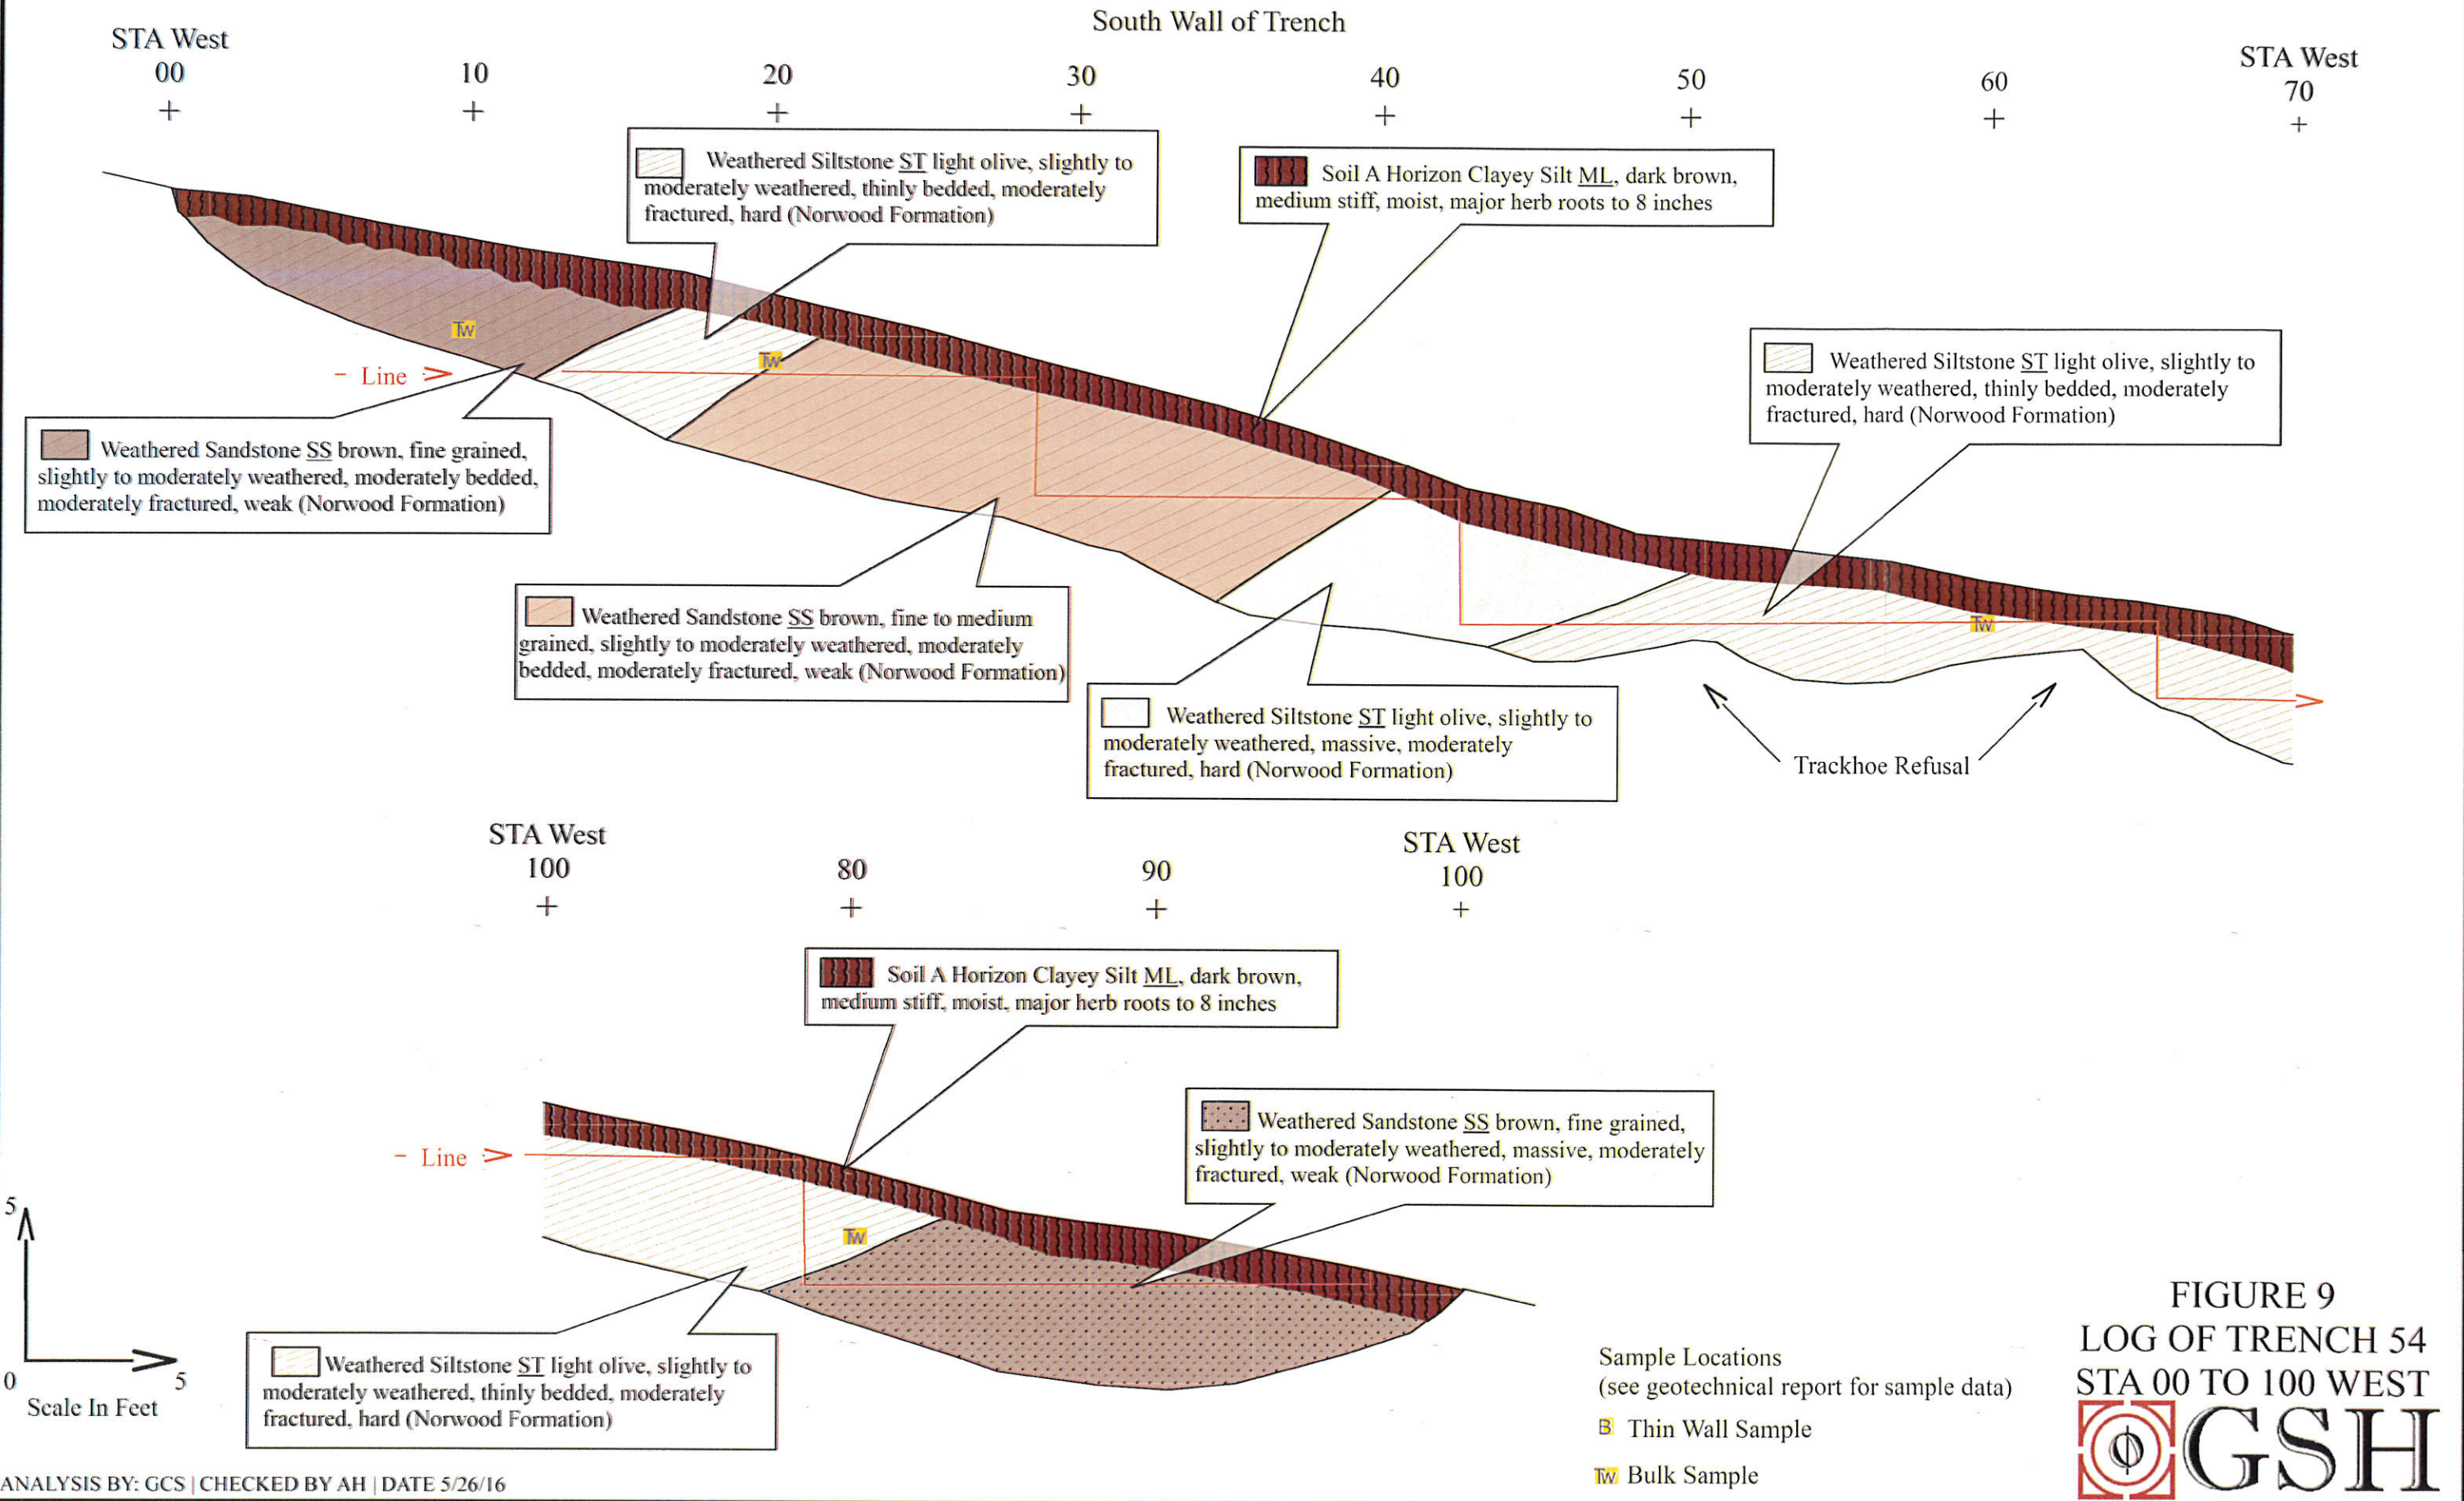 South Wall of Trench
STA West
00
10
20
30
40
50
60
STA West
70
Weathered Siltstone ST light olive, slightly to
moderately weathered, thinly bedded, moderately
fractured, hard (Norwood Formation)
Soil A Horizon Clayey Silt ML, dark brown,
medium stiff, moist, major herb roots to 8 inches
Tw
Tw
Weathered Siltstone ST light olive, slightly to
moderately weathered, thinly bedded, moderately
fractured, hard (Norwood Formation)
- Line ->
Weathered Sandstone SS brown, fine grained,
slightly to moderately weathered, moderately bedded,
moderately fractured, weak (Norwood Formation)
Weathered Sandstone SS brown, fine to medium
grained, slightly to moderately weathered, moderately
bedded, moderately fractured, weak (Norwood Formation)
Tw
Weathered Siltstone ST light olive, slightly to
moderately weathered, massive, moderately
fractured, hard (Norwood Formation)
Trackhoe Refusal
STA West
100
80
90
STA West
100
Soil A Horizon Clayey Silt ML, dark brown,
medium stiff, moist, major herb roots to 8 inches
Weathered Sandstone SS brown, fine grained,
slightly to moderately weathered, massive, moderately
fractured, weak (Norwood Formation)
- Line ->
Tw
Weathered Siltstone ST light olive, slightly to
moderately weathered, thinly bedded, moderately
fractured, hard (Norwood Formation)
5
0
5
Scale In Feet
Sample Locations
(see geotechnical report for sample data)
B Thin Wall Sample
Tw Bulk Sample
FIGURE 9
LOG OF TRENCH 54
STA 00 TO 100 WEST
GSH
ANALYSIS BY: GCS | CHECKED BY AH | DATE 5/26/16